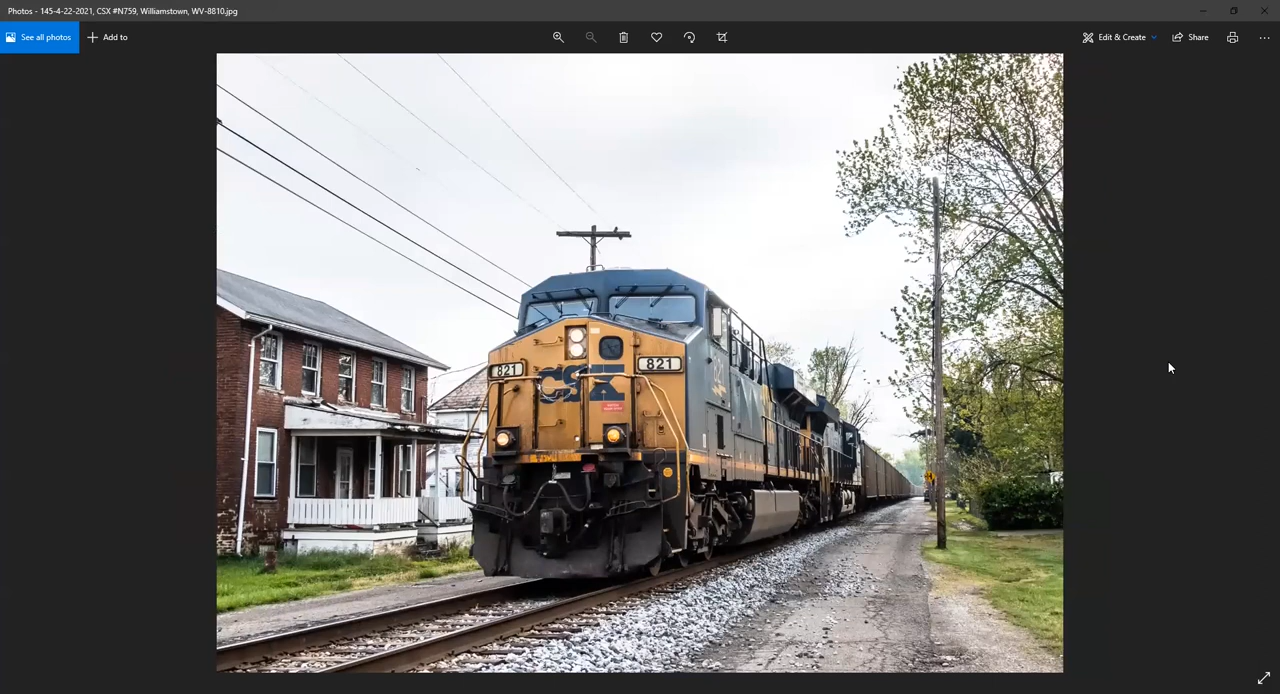 Photos - 145-4-22-2021, CSX #N759, Williamstown, WV-8810.jpg
See all photos
Add to
Edit & Create
Share
821
CSX
821